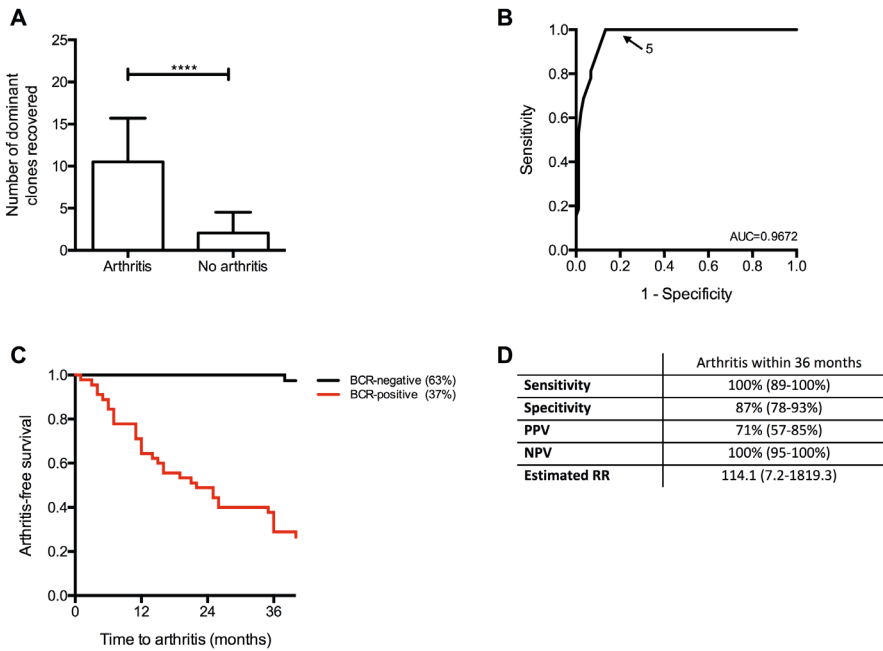 A
Number of dominant
clones recovered
25
20
15
10
5
0
****
Arthritis
No arthritis
B
Sensitivity
1.0
0.8
0.6
0.4
0.2
0.0
5
AUC=0.9672
0.0 0.2 0.4 0.6 0.8 1.0
1 - Specificity
C
Arthritis-free survival
1.0
0.8
0.6
0.4
0.2
0.0
0 12 24 36
Time to arthritis (months)
BCR-negative (63%)
BCR-positive (37%)
D
Arthritis within 36 months
Sensitivity 100% (89-100%)
Specitivity 87% (78-93%)
PPV 71% (57-85%)
NPV 100% (95-100%)
Estimated RR 114.1 (7.2-1819.3)